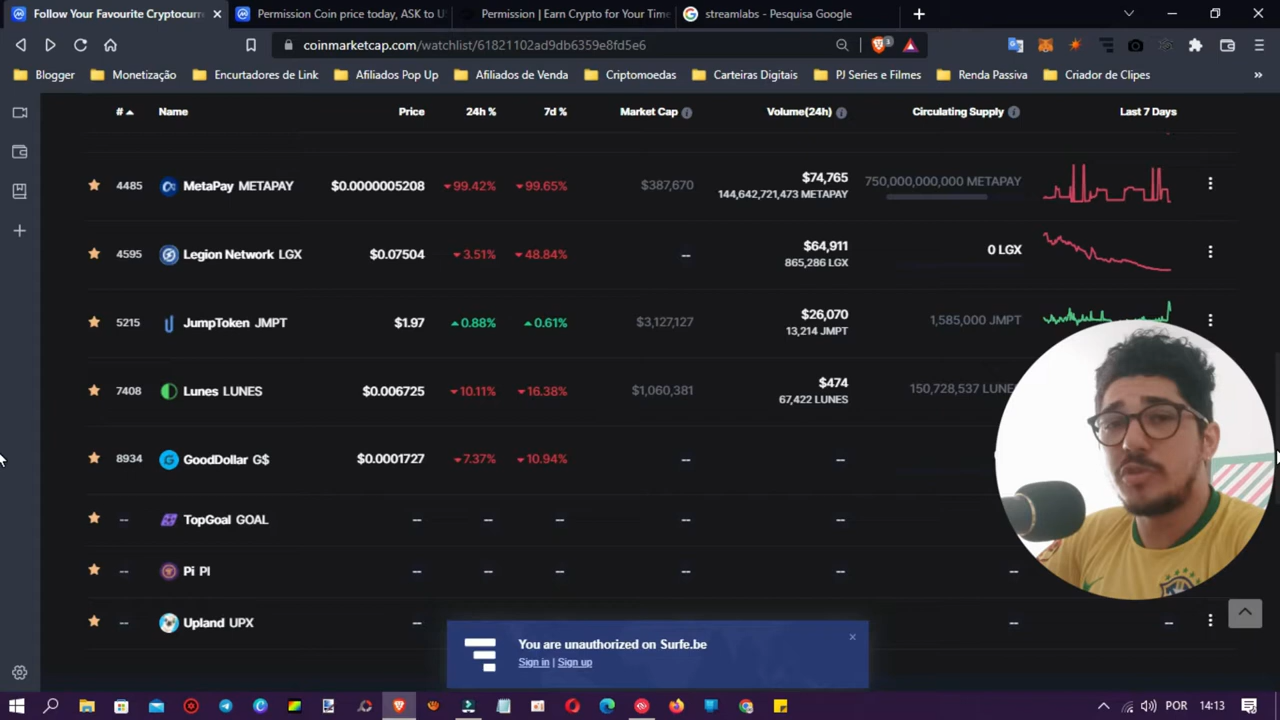 Follow Your Favourite Cryptocurr
Permission Coin price today, ASK to U
Permission | Earn Crypto for Your Time
streamlabs - Pesquisa Google
coinmarketcap.com/watchlist/61821102ad9db6359e8fd5e6
Blogger
Monetização
Encurtadores de Link
Afiliados Pop Up
Afiliados de Venda
Criptomoedas
Carteiras Digitais
PJ Series e Filmes
Renda Passiva
Criador de Clipes
# Name Price 24h % 7d % Market Cap Volume(24h) Circulating Supply Last 7 Days
4485 MetaPay METAPAY $0.0000005208 99.42% 99.65% $387,670 $74,765 750,000,000,000 METAPAY
144,642,721,473 METAPAY
4595 Legion Network LGX $0.07504 3.51% 48.84% -- $64,911 0 LGX
865,286 LGX
5215 JumpToken JMPT $1.97 0.88% 0.61% $3,127,127 $26,070 1,585,000 JMPT
13,214 JMPT
7408 Lunes LUNES $0.006725 10.11% 16.38% $1,060,381 $474 150,728,537 LUNE
67,422 LUNES
8934 GoodDollar G$ $0.0001727 7.37% 10.94% -- --
-- TopGoal GOAL -- -- -- -- --
-- Pi PI -- -- -- -- -- --
-- Upland UPX -- -- --
You are unauthorized on Surfe.be
Sign in | Sign up
POR 14:13